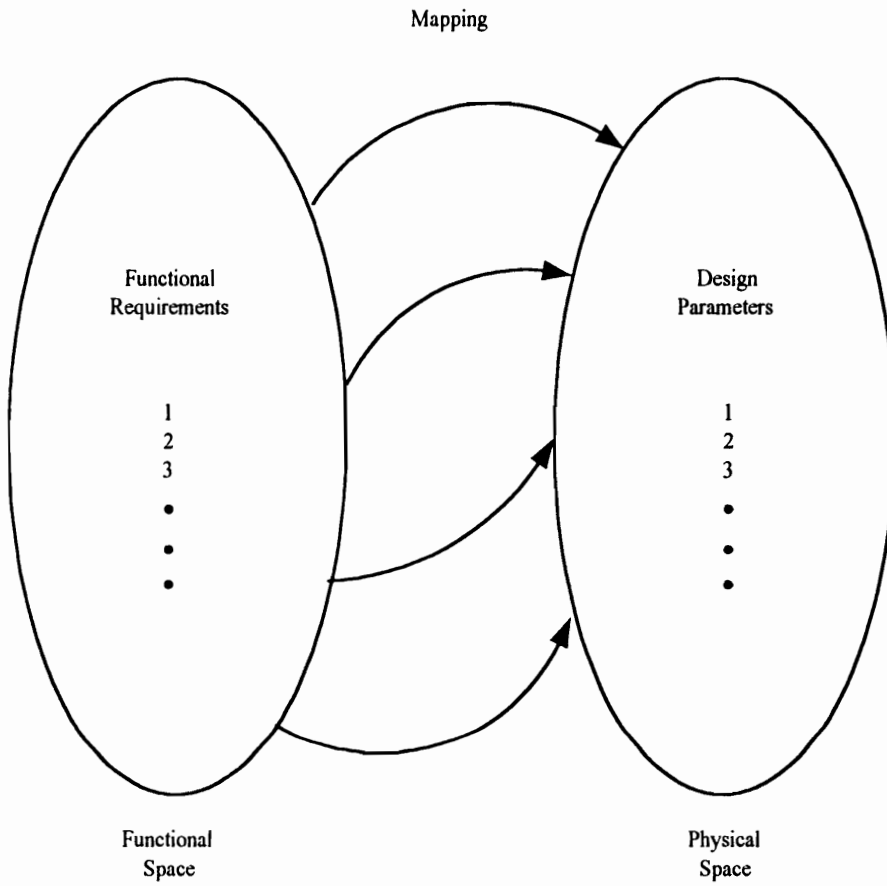 Mapping
Functional
Requirements
1
2
3
Design
Parameters
1
2
3
Functional
Space
Physical
Space